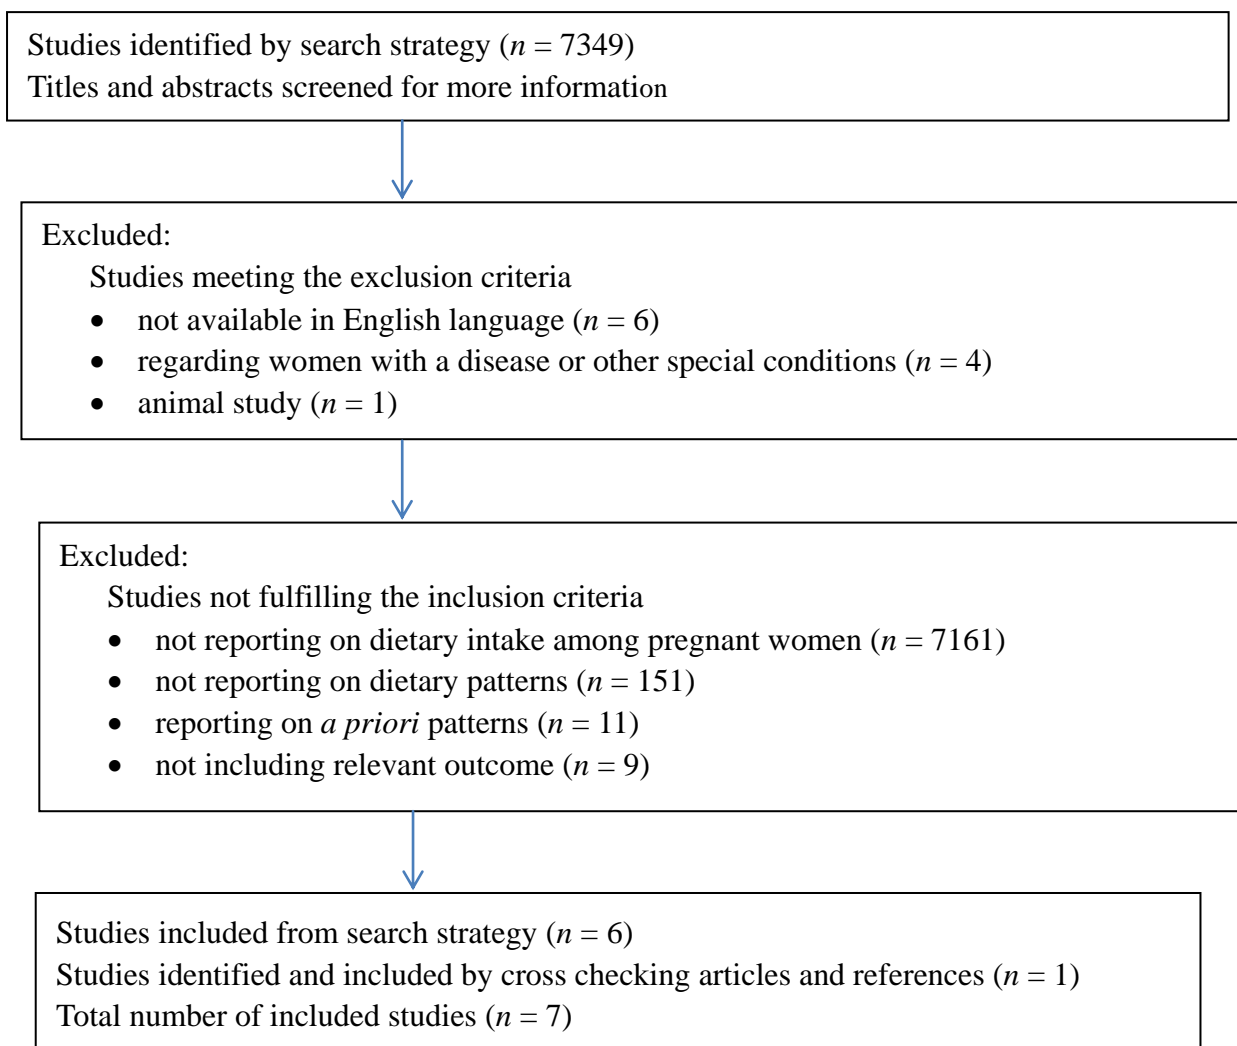 Studies identified by search strategy (n = 7349)
Titles and abstracts screened for more information
Excluded:
Studies meeting the exclusion criteria
• not available in English language (n = 6)
• regarding women with a disease or other special conditions (n = 4)
• animal study (n = 1)
Excluded:
Studies not fulfilling the inclusion criteria
• not reporting on dietary intake among pregnant women (n = 7161)
• not reporting on dietary patterns (n = 151)
• reporting on a priori patterns (n = 11)
• not including relevant outcome (n = 9)
Studies included from search strategy (n = 6)
Studies identified and included by cross checking articles and references (n = 1)
Total number of included studies (n = 7)